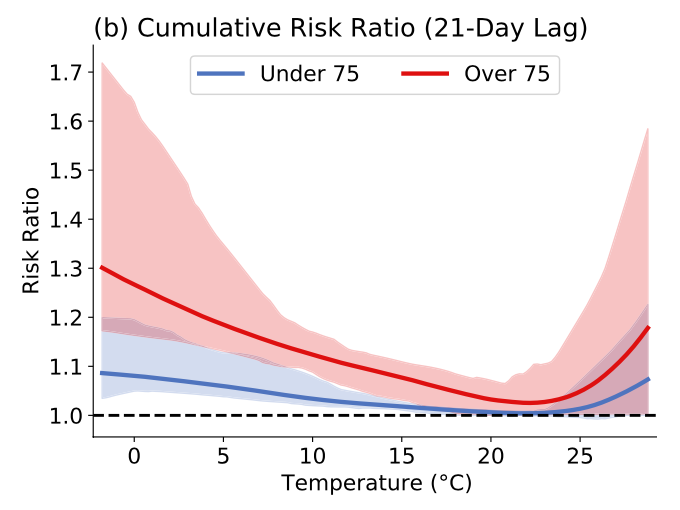 (b) Cumulative Risk Ratio (21-Day Lag)
Under 75
Over 75
1.7
1.6
1.5
1.4
1.3
1.2
1.1
1.0
Risk Ratio
0 5 10 15 20 25
Temperature (°C)